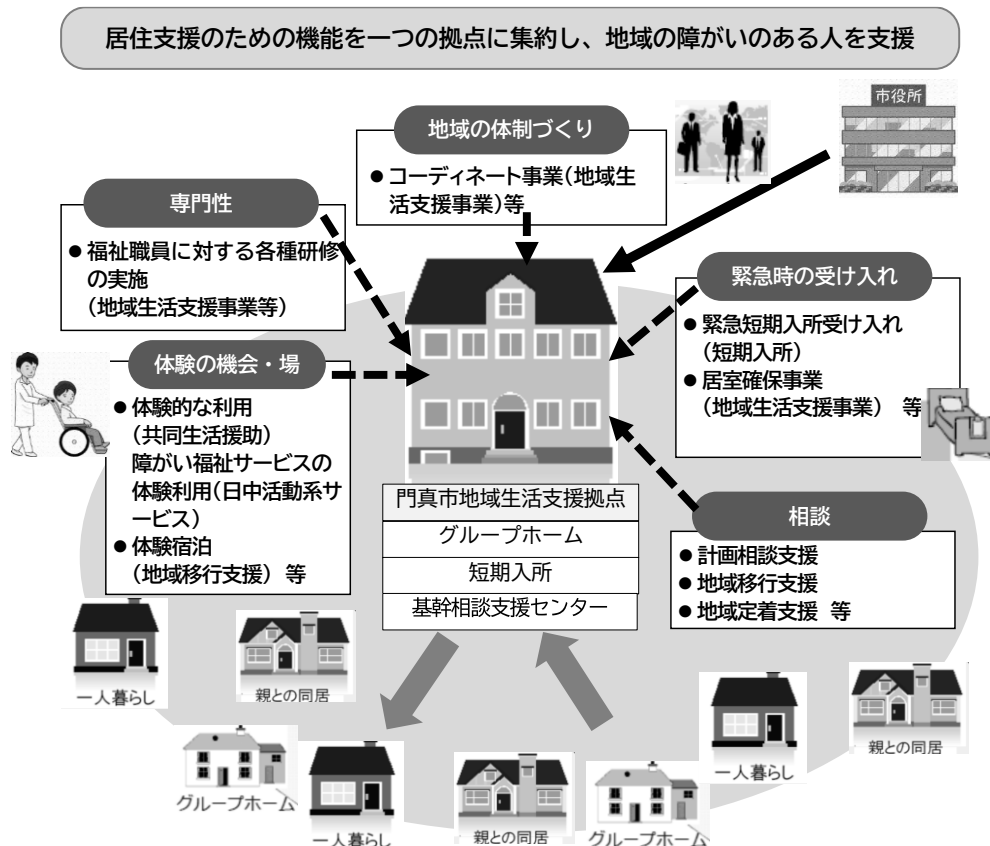 居住支援のための機能を一つの拠点に集約し、地域の障がいのある人を支援
市役所
地域の体制づくり
● コーディネート事業(地域生
活支援事業)等
専門性
● 福祉職員に対する各種研修
の実施
(地域生活支援事業等)
緊急時の受け入れ
● 緊急短期入所受け入れ
(短期入所)
● 居室確保事業
(地域生活支援事業) 等
体験の機会・場
● 体験的な利用
(共同生活援助)
障がい福祉サービスの
体験利用(日中活動系サ
ービス)
● 体験宿泊
(地域移行支援) 等
相談
● 計画相談支援
● 地域移行支援
● 地域定着支援 等
門真市地域生活支援拠点
グループホーム
短期入所
基幹相談支援センター
一人暮らし
親との同居
グループホーム
一人暮らし
親との同居
グループホーム
一人暮らし
親との同居